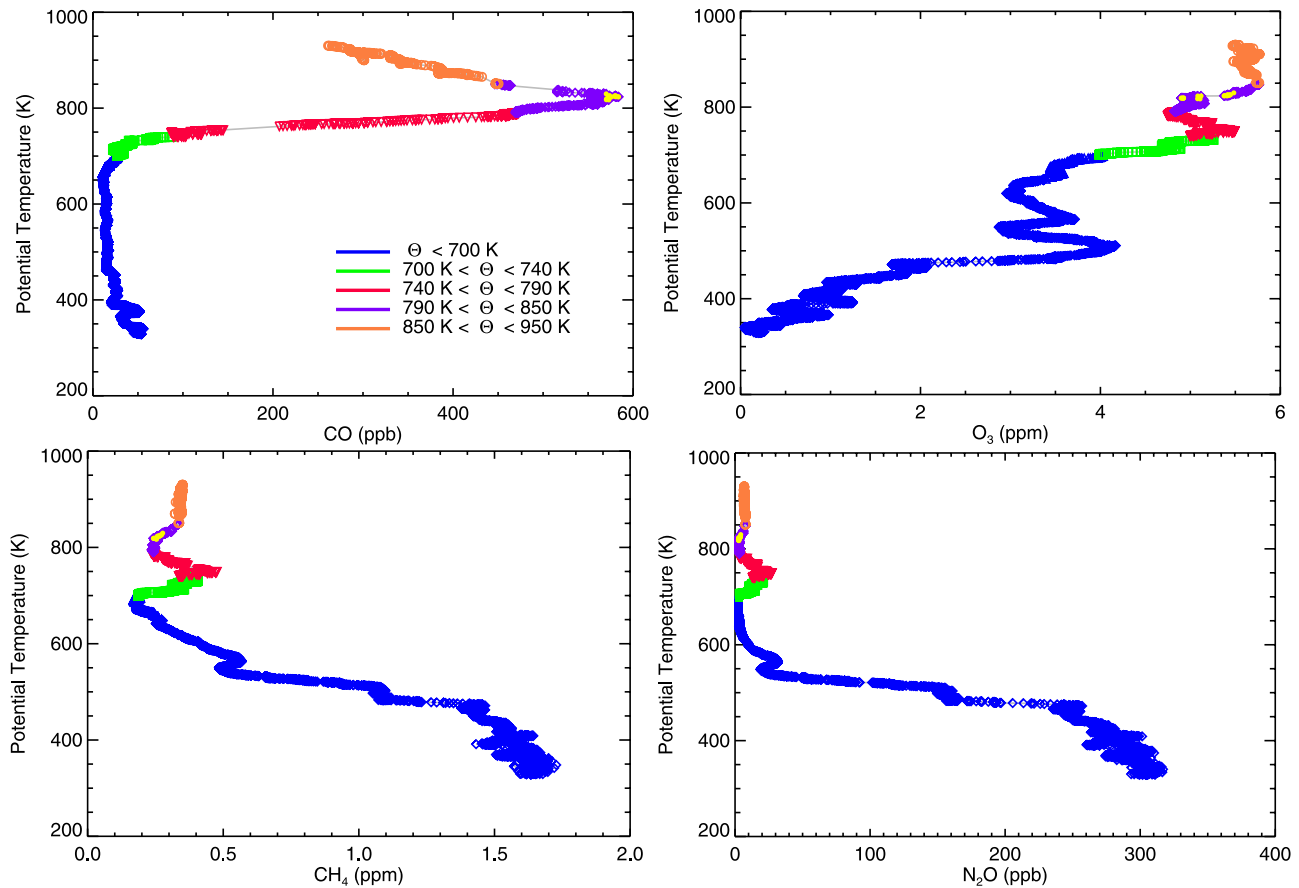 1000
800
600
400
200
Potential Temperature (K)
0
200
400
600
CO (ppb)
Θ < 700 K
700 K < Θ < 740 K
740 K < Θ < 790 K
790 K < Θ < 850 K
850 K < Θ < 950 K
1000
800
600
400
200
Potential Temperature (K)
0
2
4
6
O₃ (ppm)
1000
800
600
400
200
Potential Temperature (K)
0.0
0.5
1.0
1.5
2.0
CH₄ (ppm)
1000
800
600
400
200
Potential Temperature (K)
0
100
200
300
400
N₂O (ppb)